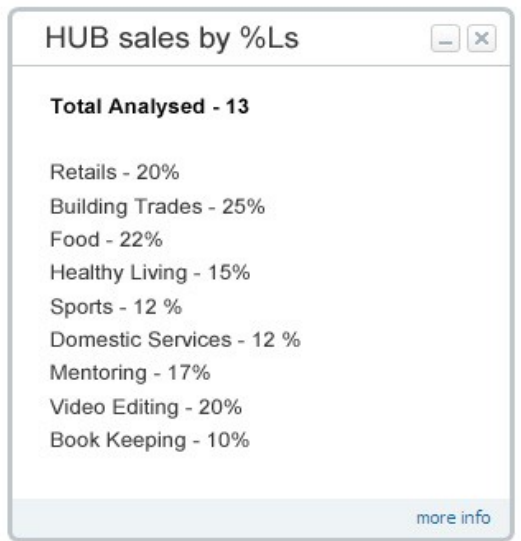 HUB sales by %Ls
Total Analysed - 13
Retails - 20%
Building Trades - 25%
Food - 22%
Healthy Living - 15%
Sports - 12 %
Domestic Services - 12 %
Mentoring - 17%
Video Editing - 20%
Book Keeping - 10%
more info